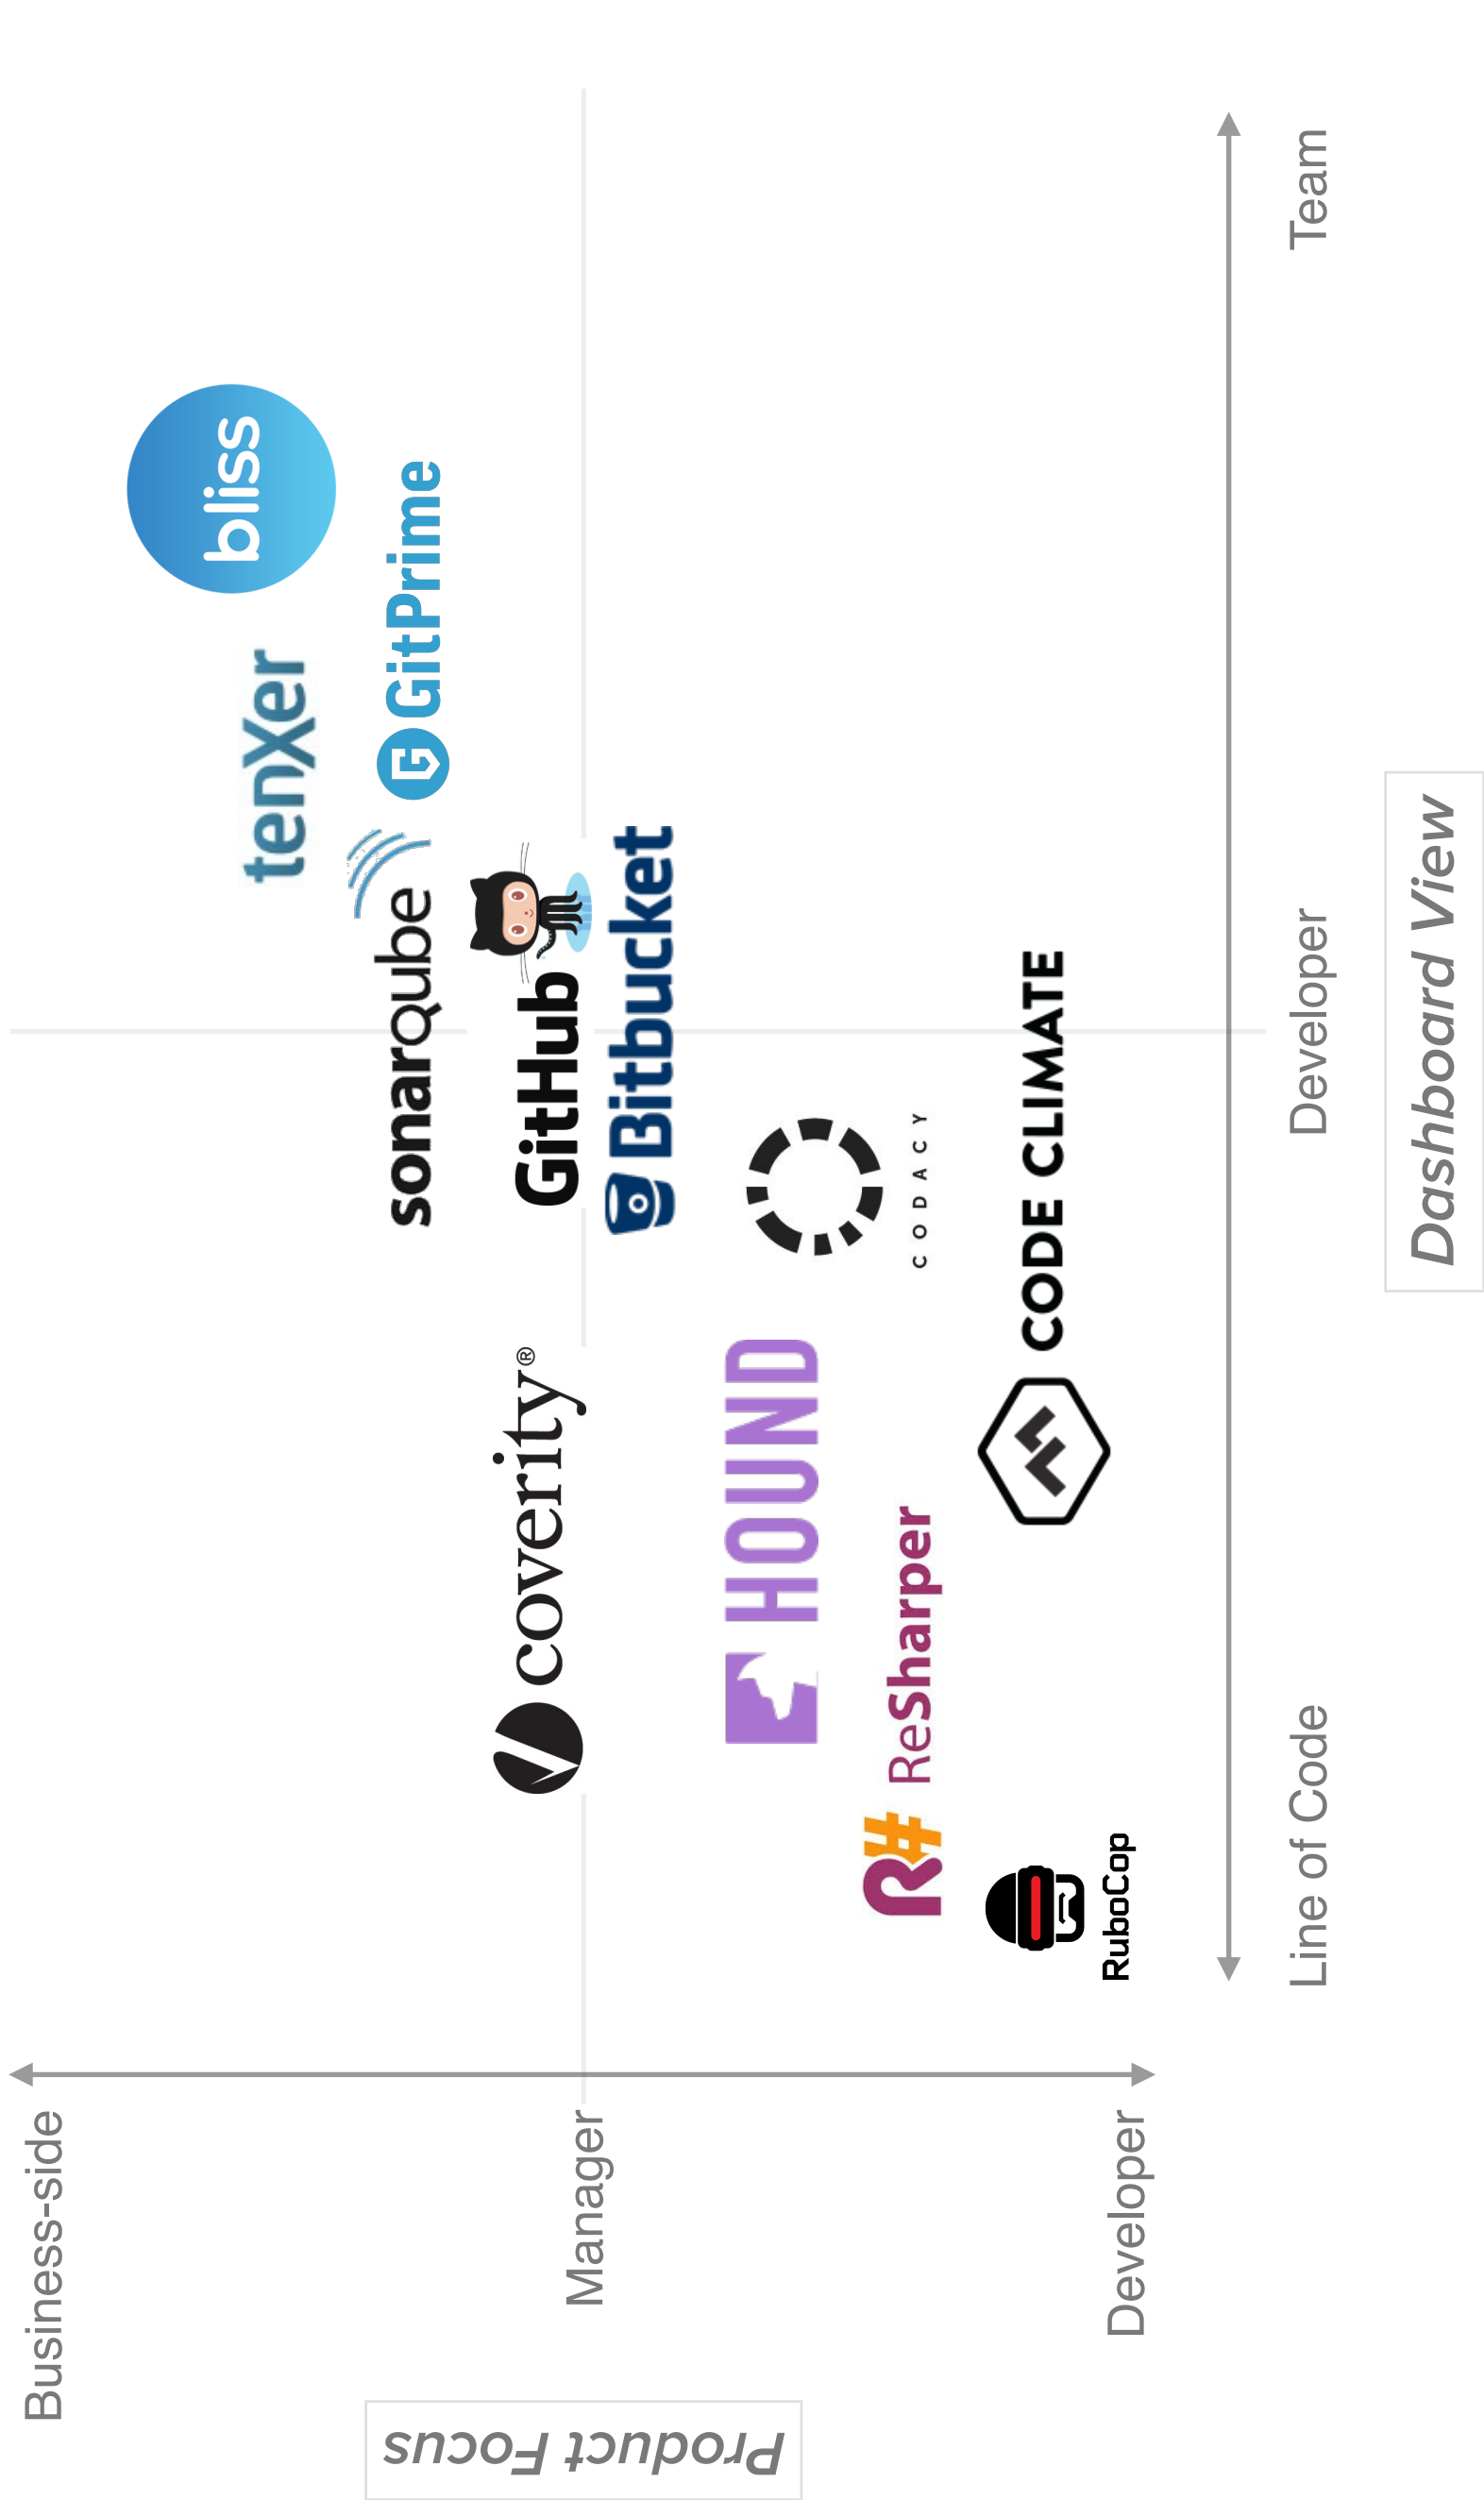 Business-side
Manager
Developer
Product Focus
bliss
tenXer
GitPrime
sonarqube
GitHub
Bitbucket
coverity®
CODACY
HOUND
CODE CLIMATE
R# ReSharper
RuboCop
Line of Code
Developer
Team
Dashboard View